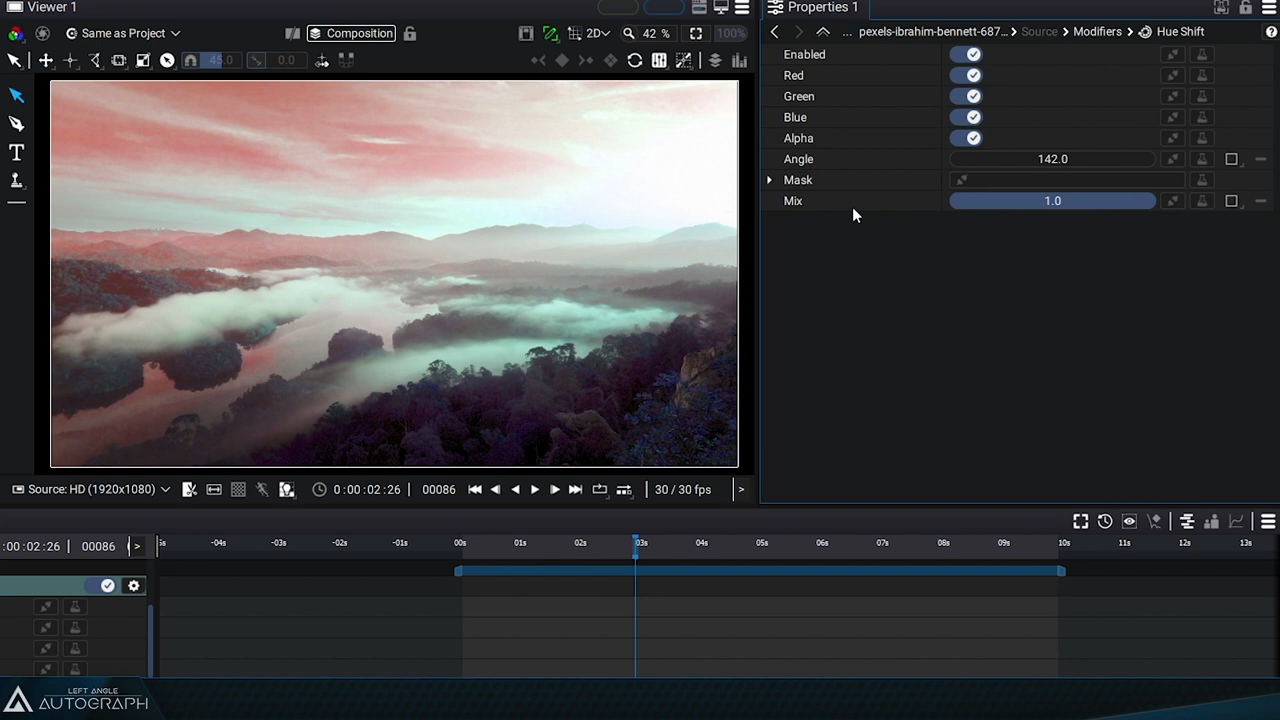 Viewer 1
Properties 1
Same as Project
Composition
2D
42 %
100%
... pexels-ibrahim-bennett-687... > Source > Modifiers > Hue Shift
45.0
0.0
Enabled
Red
Green
Blue
Alpha
Angle
142.0
Mask
Mix
1.0
T
Source: HD (1920x1080)
0:00:02:26
00086
30 / 30 fps
:00:02:26
00086
s
-04s
-03s
-02s
-01s
00s
01s
02s
03s
04s
05s
06s
07s
08s
09s
10s
11s
12s
13s
LEFT ANGLE
AUTOGRAPH